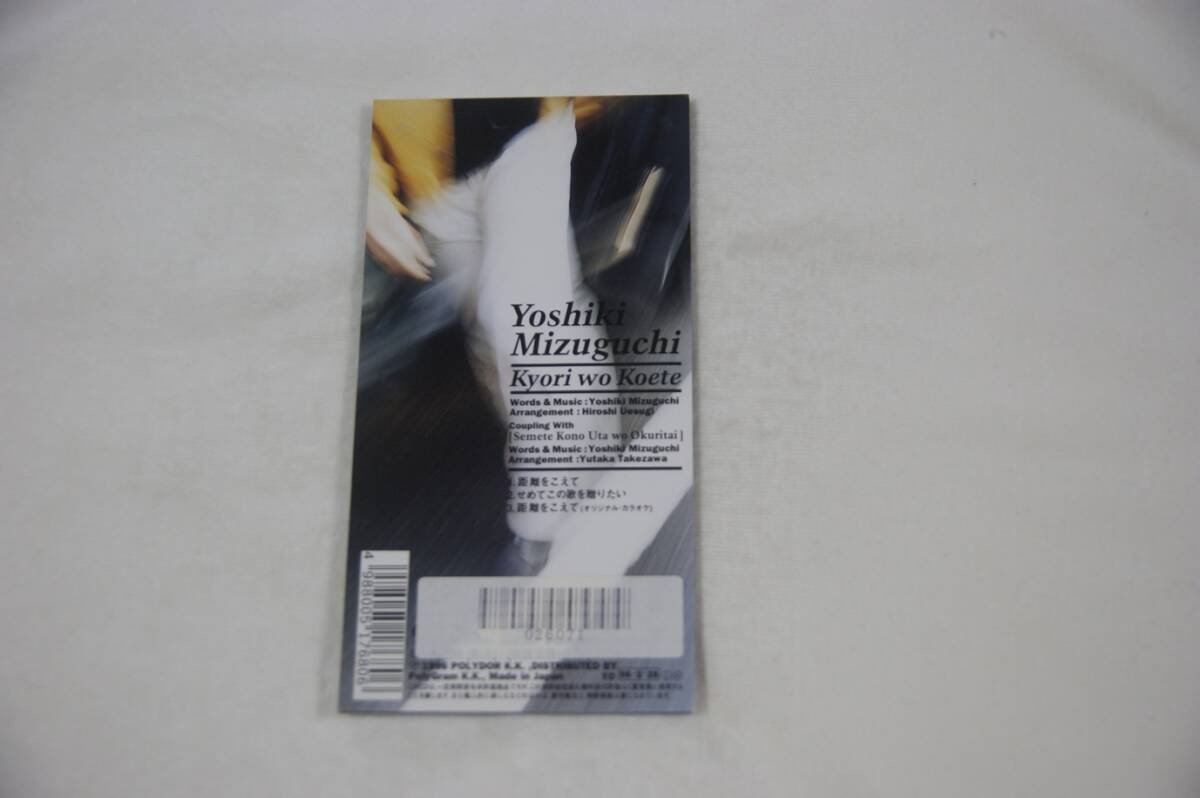 Yoshiki
Mizuguchi
Kyori wo Koete
Words & Music : Yoshiki Mizuguchi
Arrangement : Hiroshi Uesugi
Coupling With
[Semete Kono Uta wo Okuritai]
Words & Music : Yoshiki Mizuguchi
Arrangement : Yutaka Takezawa
1. 距離をこえて
2. せめてこの歌を贈りたい
3. 距離をこえて (オリジナル・カラオケ)
4 988005 176806
026071
POLYDOR K.K. ,DISTRIBUTED BY
PolyGram K.K., Made in Japan